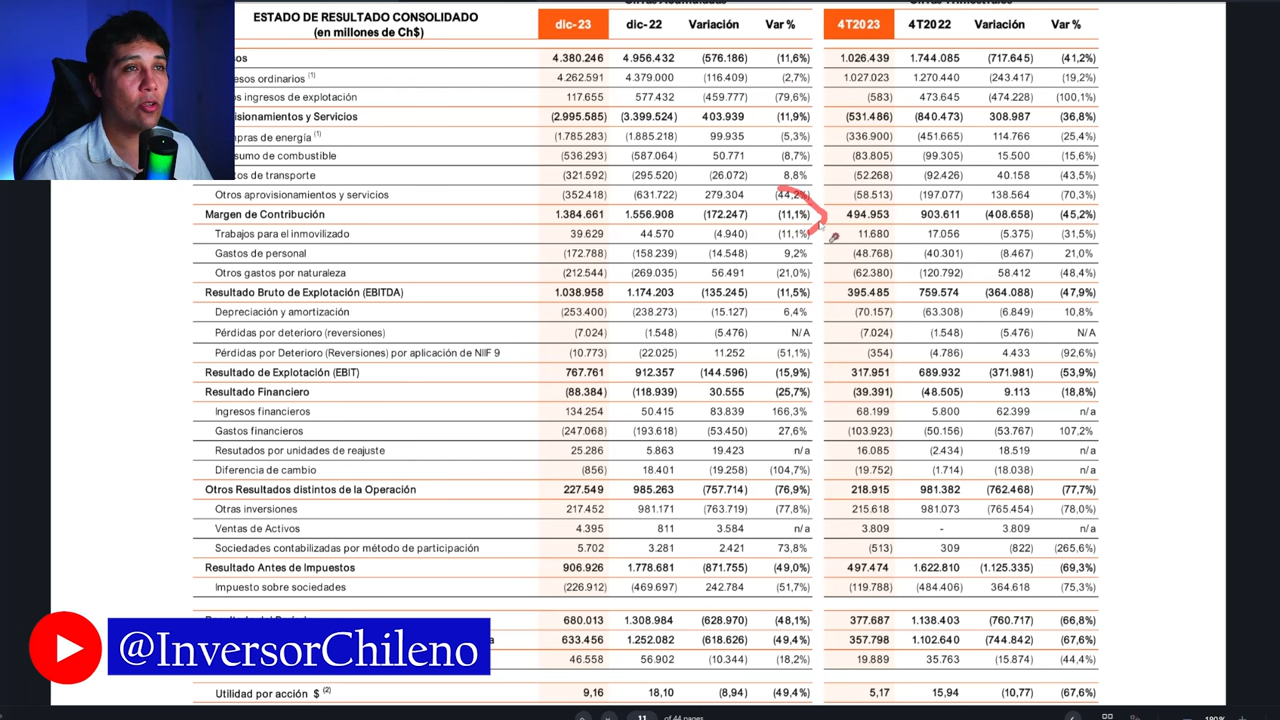 ESTADO DE RESULTADO CONSOLIDADO
(en millones de Ch$)
dic-23 dic-22 Variación Var % 4T2023 4T2022 Variación Var %
4.380.246 4.956.432 (576.186) (11,6%) 1.026.439 1.744.085 (717.645) (41,2%)
ordinarios (1) 4.262.591 4.379.000 (116.409) (2,7%) 1.027.023 1.270.440 (243.417) (19,2%)
ingresos de explotación 117.655 577.432 (459.777) (79,6%) (583) 473.645 (474.228) (100,1%)
y Servicios (2.995.585) (3.399.524) 403.939 (11,9%) (531.486) (840.473) 308.987 (36,8%)
de energía (1) (1.785.283) (1.885.218) 99.935 (5,3%) (336.900) (451.665) 114.766 (25,4%)
de combustible (536.293) (587.064) 50.771 (8,7%) (83.805) (99.305) 15.500 (15,6%)
de transporte (321.592) (295.520) (26.072) 8,8% (52.268) (92.426) 40.158 (43,5%)
Otros aprovisionamientos y servicios (352.418) (631.722) 279.304 (44,2%) (58.513) (197.077) 138.564 (70,3%)
Margen de Contribución 1.384.661 1.556.908 (172.247) (11,1%) 494.953 903.611 (408.658) (45,2%)
Trabajos para el inmovilizado 39.629 44.570 (4.940) (11,1%) 11.680 17.056 (5.375) (31,5%)
Gastos de personal (172.788) (158.239) (14.548) 9,2% (48.768) (40.301) (8.467) 21,0%
Otros gastos por naturaleza (212.544) (269.035) 56.491 (21,0%) (62.380) (120.792) 58.412 (48,4%)
Resultado Bruto de Explotación (EBITDA) 1.038.958 1.174.203 (135.245) (11,5%) 395.485 759.574 (364.088) (47,9%)
Depreciación y amortización (253.400) (238.273) (15.127) 6,4% (70.157) (63.308) (6.849) 10,8%
Pérdidas por deterioro (reversiones) (7.024) (1.548) (5.476) N/A (7.024) (1.548) (5.476) N/A
Pérdidas por Deterioro (Reversiones) por aplicación de NIIF 9 (10.773) (22.025) 11.252 (51,1%) (354) (4.786) 4.433 (92,6%)
Resultado de Explotación (EBIT) 767.761 912.357 (144.596) (15,9%) 317.951 689.932 (371.981) (53,9%)
Resultado Financiero (88.384) (118.939) 30.555 (25,7%) (39.391) (48.505) 9.113 (18,8%)
Ingresos financieros 134.254 50.415 83.839 166,3% 68.199 5.800 62.399 n/a
Gastos financieros (247.068) (193.618) (53.450) 27,6% (103.923) (50.156) (53.767) 107,2%
Resutados por unidades de reajuste 25.286 5.863 19.423 n/a 16.085 (2.434) 18.519 n/a
Diferencia de cambio (856) 18.401 (19.258) (104,7%) (19.752) (1.714) (18.038) n/a
Otros Resultados distintos de la Operación 227.549 985.263 (757.714) (76,9%) 218.915 981.382 (762.468) (77,7%)
Otras inversiones 217.452 981.171 (763.719) (77,8%) 215.618 981.073 (765.454) (78,0%)
Ventas de Activos 4.395 811 3.584 n/a 3.809 - 3.809 n/a
Sociedades contabilizadas por método de participación 5.702 3.281 2.421 73,8% (513) 309 (822) (265,6%)
Resultado Antes de Impuestos 906.926 1.778.681 (871.755) (49,0%) 497.474 1.622.810 (1.125.335) (69,3%)
Impuesto sobre sociedades (226.912) (469.697) 242.784 (51,7%) (119.788) (484.406) 364.618 (75,3%)
680.013 1.308.984 (628.970) (48,1%) 377.687 1.138.403 (760.717) (66,8%)
633.456 1.252.082 (618.626) (49,4%) 357.798 1.102.640 (744.842) (67,6%)
46.558 56.902 (10.344) (18,2%) 19.889 35.763 (15.874) (44,4%)
Utilidad por acción $ (2) 9,16 18,10 (8,94) (49,4%) 5,17 15,94 (10,77) (67,6%)
@InversorChileno
11 of 44 pages